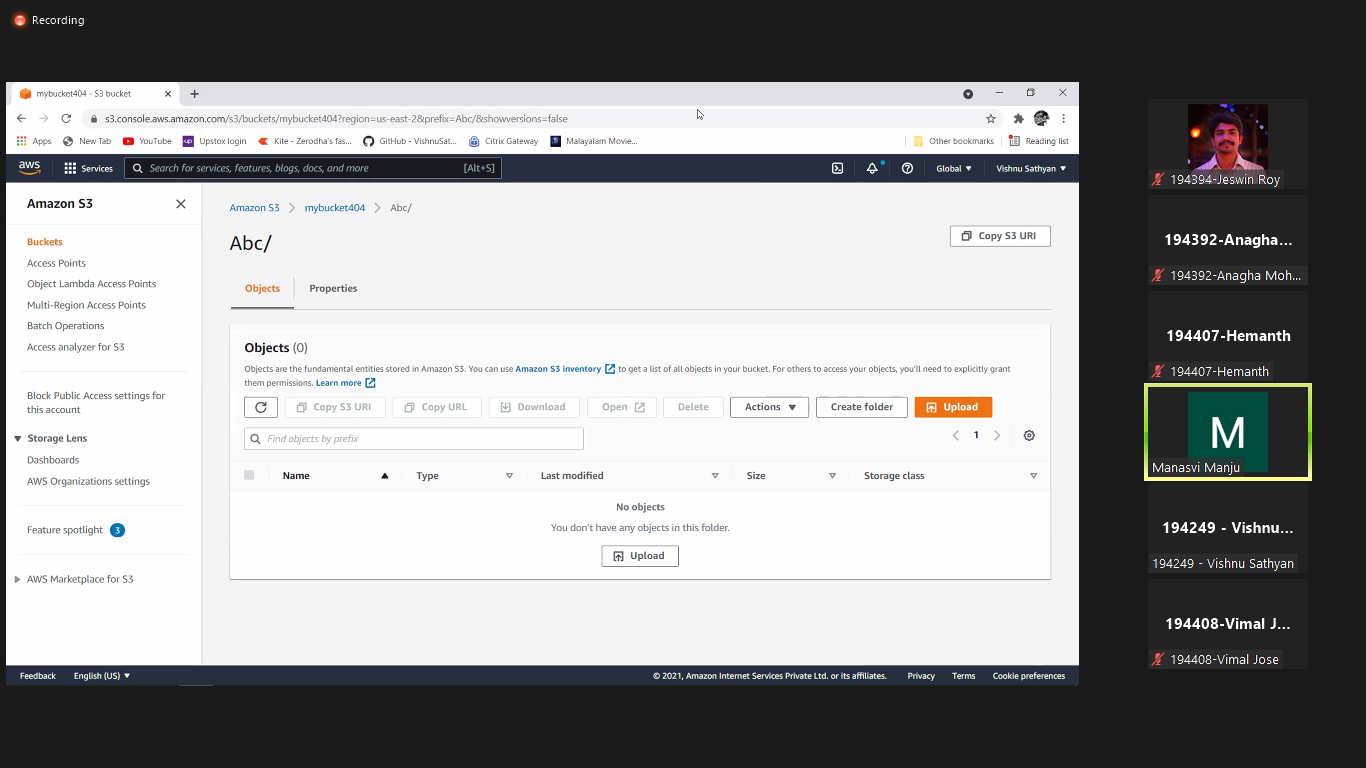 Recording
mybucket404 - S3 bucket
s3.console.aws.amazon.com/s3/buckets/mybucket404?region=us-east-2&prefix=Abc/&showversions=false
Apps New Tab YouTube Upstox login Kite - Zerodha's fas... GitHub - VishnuSat... Citrix Gateway Malayalam Movie... Other bookmarks Reading list
aws Services Search for services, features, blogs, docs, and more [Alt+S] Global Vishnu Sathyan
Amazon S3
Buckets
Access Points
Object Lambda Access Points
Multi-Region Access Points
Batch Operations
Access analyzer for S3
Block Public Access settings for
this account
Storage Lens
Dashboards
AWS Organizations settings
Feature spotlight 3
AWS Marketplace for S3
Amazon S3 mybucket404 Abc/
Abc/
Copy S3 URI
Objects Properties
Objects (0)
Objects are the fundamental entities stored in Amazon S3. You can use Amazon S3 inventory to get a list of all objects in your bucket. For others to access your objects, you'll need to explicitly grant
them permissions. Learn more
Copy S3 URI Copy URL Download Open Delete Actions Create folder Upload
Find objects by prefix
1
Name Type Last modified Size Storage class
No objects
You don't have any objects in this folder.
Upload
Feedback English (US) © 2021, Amazon Internet Services Private Ltd. or its affiliates. Privacy Terms Cookie preferences
194394-Jeswin Roy
194392-Anagha...
194392-Anagha Moh...
194407-Hemanth
194407-Hemanth
M
Manasvi Manju
194249 - Vishnu...
194249 - Vishnu Sathyan
194408-Vimal J...
194408-Vimal Jose